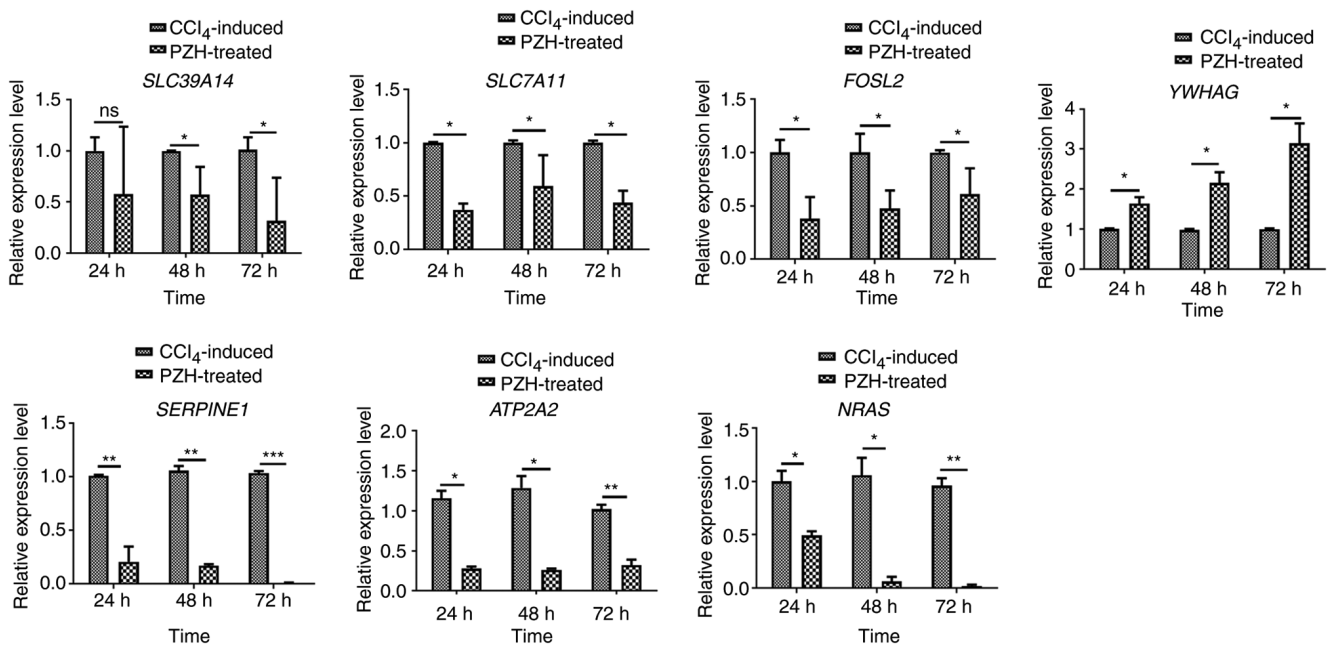 CCl4-induced
PZH-treated
SLC39A14
Relative expression level
1.5
1.0
0.5
0.0
ns
*
*
24 h
48 h
72 h
Time
CCl4-induced
PZH-treated
SLC7A11
Relative expression level
1.5
1.0
0.5
0.0
*
*
*
24 h
48 h
72 h
Time
CCl4-induced
PZH-treated
FOSL2
Relative expression level
1.5
1.0
0.5
0.0
*
*
*
24 h
48 h
72 h
Time
CCl4-induced
PZH-treated
YWHAG
Relative expression level
4
3
2
1
0
*
*
*
24 h
48 h
72 h
Time
CCl4-induced
PZH-treated
SERPINE1
Relative expression level
1.5
1.0
0.5
0.0
**
**
***
24 h
48 h
72 h
Time
CCl4-induced
PZH-treated
ATP2A2
Relative expression level
2.0
1.5
1.0
0.5
0.0
*
*
**
24 h
48 h
72 h
Time
CCl4-induced
PZH-treated
NRAS
Relative expression level
1.5
1.0
0.5
0.0
*
*
**
24 h
48 h
72 h
Time